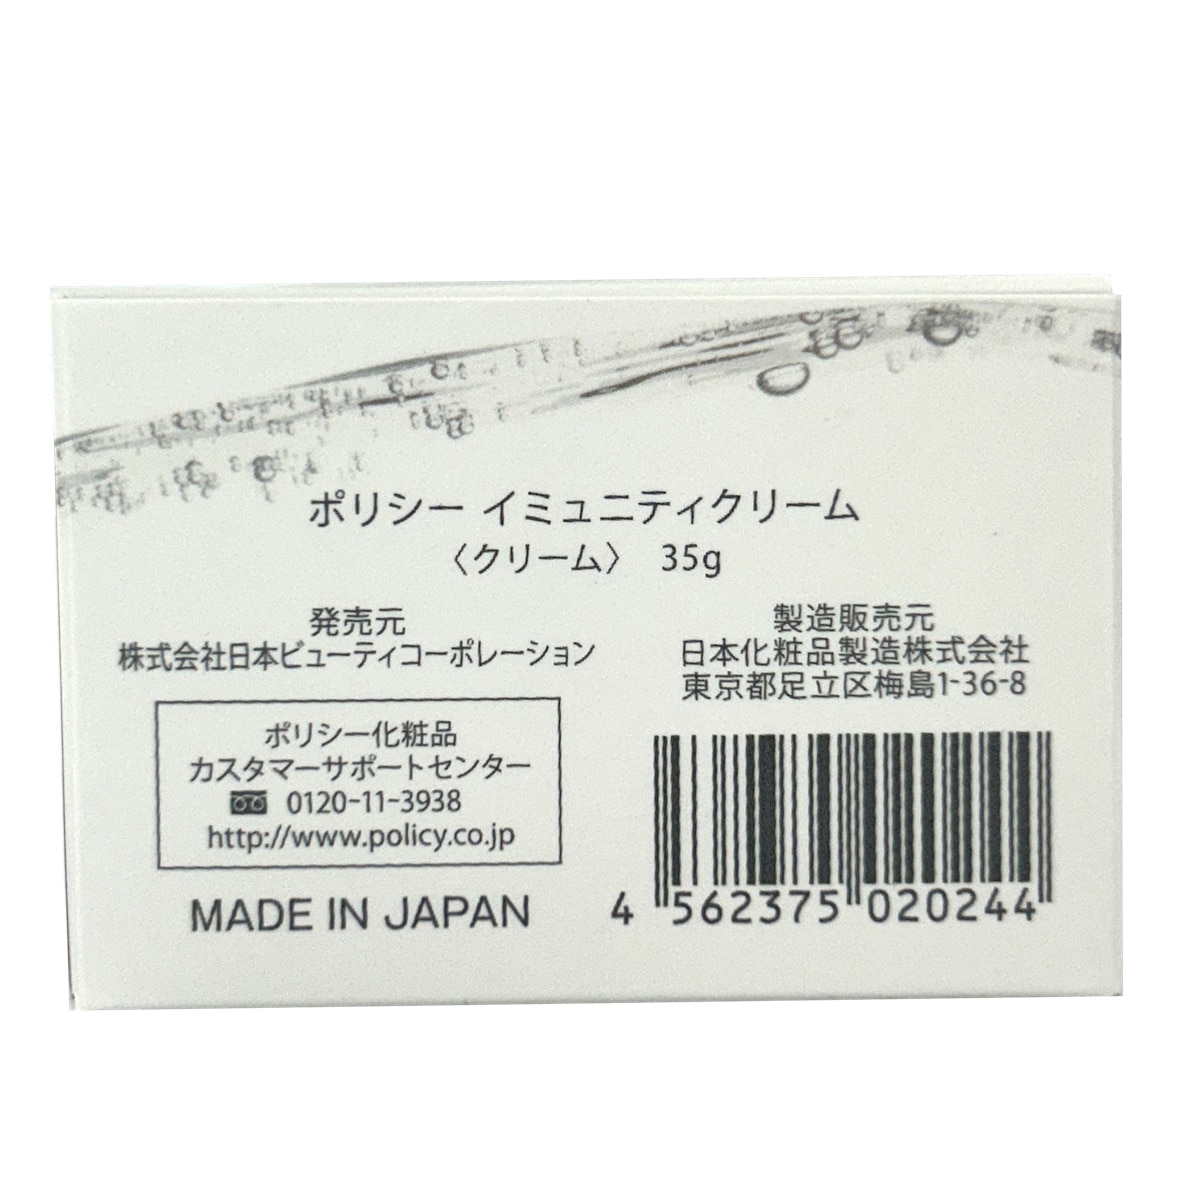 ポリシー イミュニティクリーム
〈クリーム〉 35g
発売元
株式会社日本ビューティコーポレーション
製造販売元
日本化粧品製造株式会社
東京都足立区梅島1-36-8
ポリシー化粧品
カスタマーサポートセンター
0120-11-3938
http://www.policy.co.jp
MADE IN JAPAN
4 562375 020244